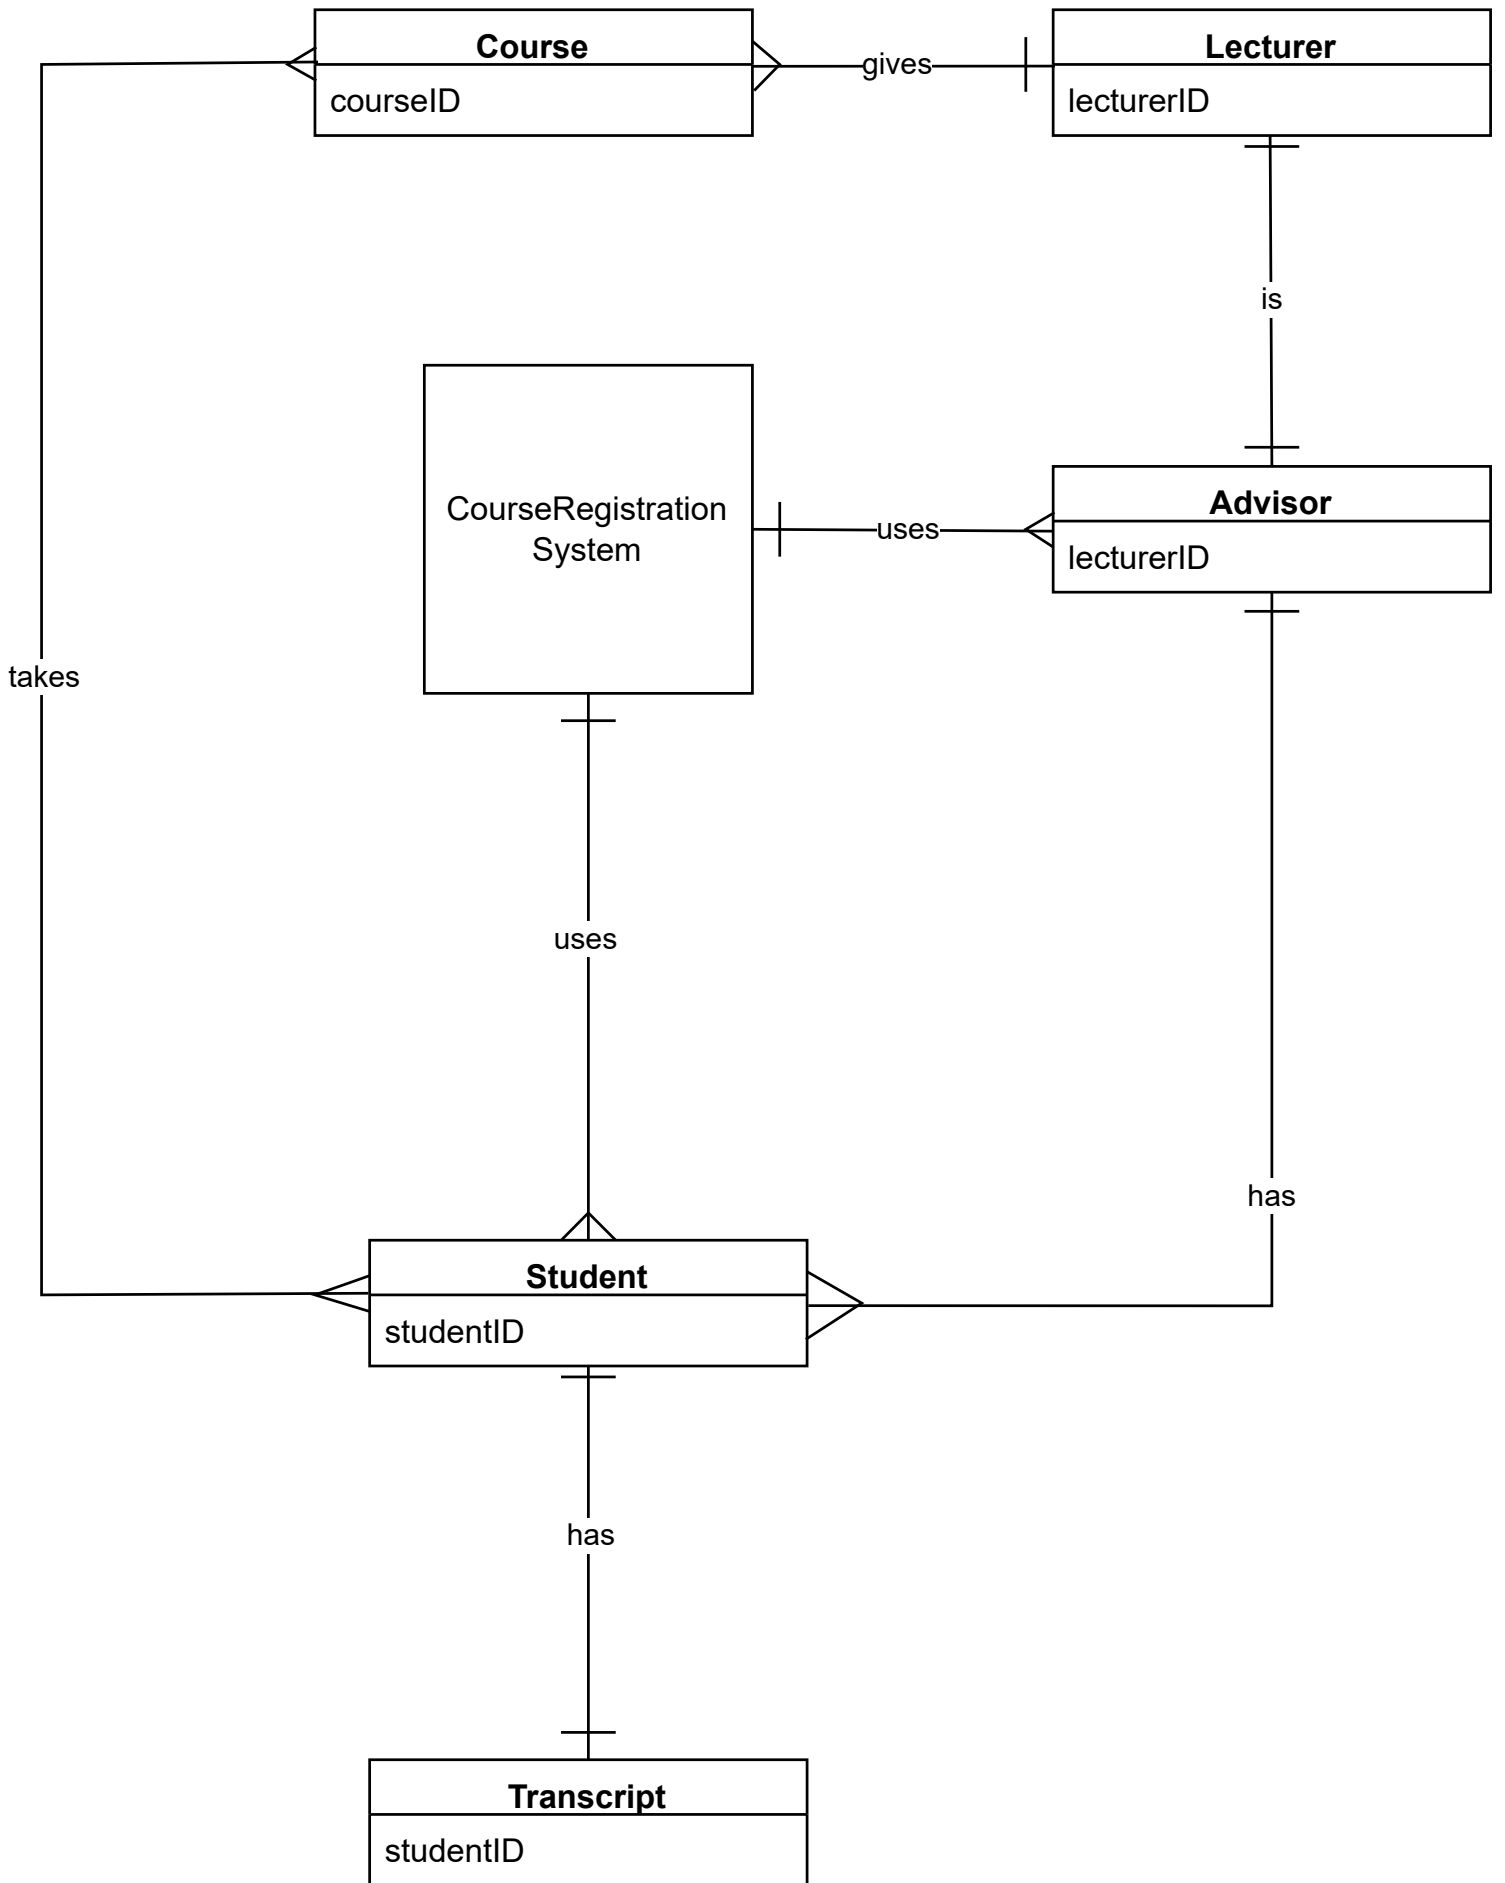 Course
courseID
gives
Lecturer
lecturerID
is
CourseRegistration
System
uses
Advisor
lecturerID
takes
uses
has
Student
studentID
has
Transcript
studentID